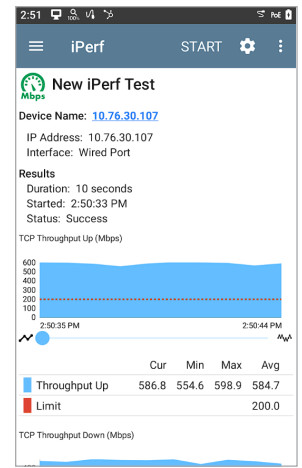 2:51 100% PoE
iPerf START
Mbps New iPerf Test
Device Name: 10.76.30.107
IP Address: 10.76.30.107
Interface: Wired Port
Results
Duration: 10 seconds
Started: 2:50:33 PM
Status: Success
TCP Throughput Up (Mbps)
600
500
400
300
200
100
0
2:50:35 PM 2:50:44 PM
Cur Min Max Avg
Throughput Up 586.8 554.6 598.9 584.7
Limit 200.0
TCP Throughput Down (Mbps)